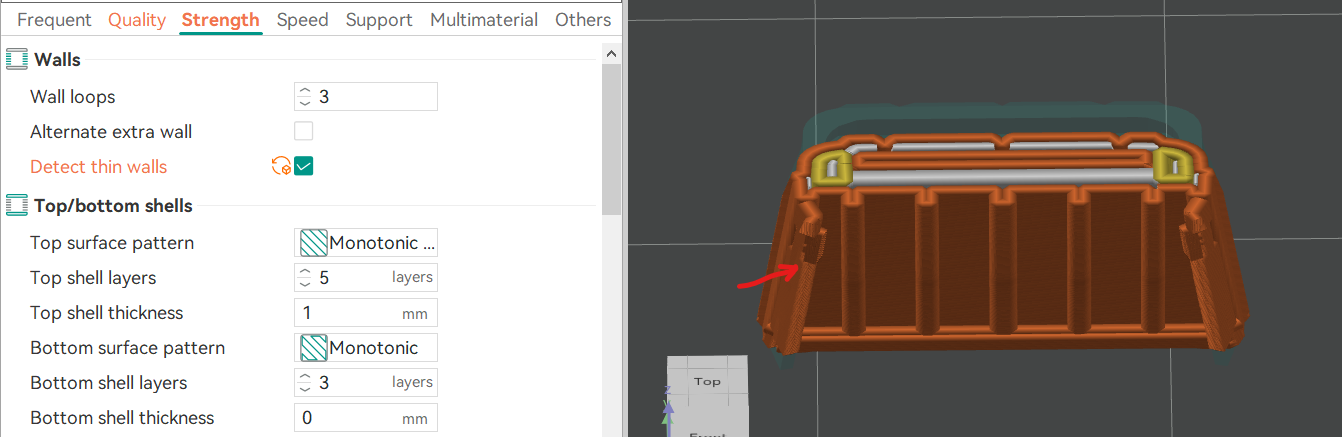 Frequent Quality Strength Speed Support Multimaterial Others
Walls
Wall loops 3
Alternate extra wall
Detect thin walls
Top/bottom shells
Top surface pattern Monotonic ...
Top shell layers 5 layers
Top shell thickness 1 mm
Bottom surface pattern Monotonic
Bottom shell layers 3 layers
Bottom shell thickness 0 mm
Top